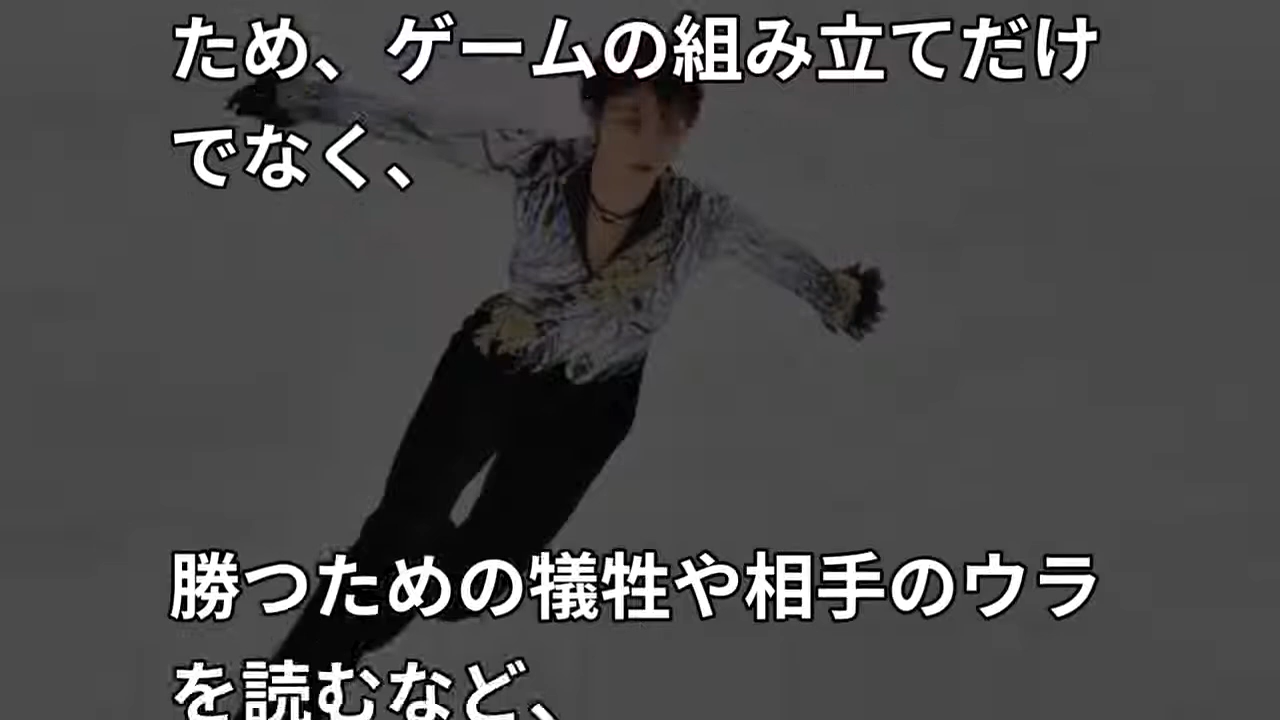 ため、ゲームの組み立てだけ
でなく、
勝つための犠牲や相手のウラ
を読むなど、